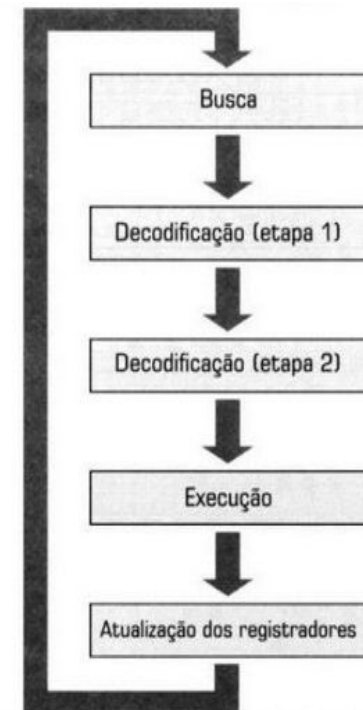 Busca
Decodificação (etapa 1)
Decodificação (etapa 2)
Execução
Atualização dos registradores